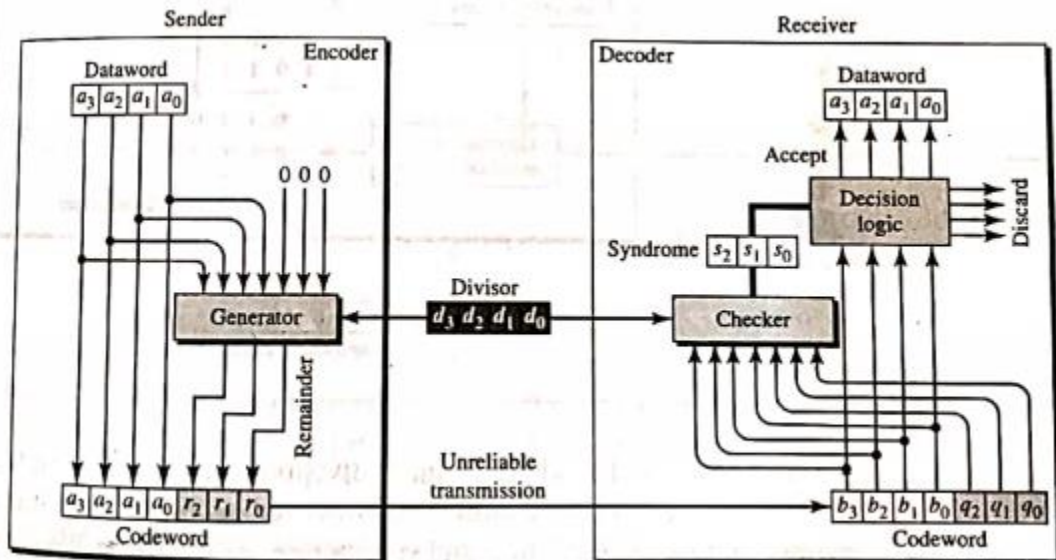 Sender
Encoder
Dataword
a3 a2 a1 a0
0 0 0
Generator
Remainder
a3 a2 a1 a0 r2 r1 r0
Codeword
Divisor
d3 d2 d1 d0
Unreliable
transmission
Receiver
Decoder
Dataword
a3 a2 a1 a0
Accept
Decision
logic
Discard
Syndrome
s2 s1 s0
Checker
b3 b2 b1 b0 q2 q1 q0
Codeword